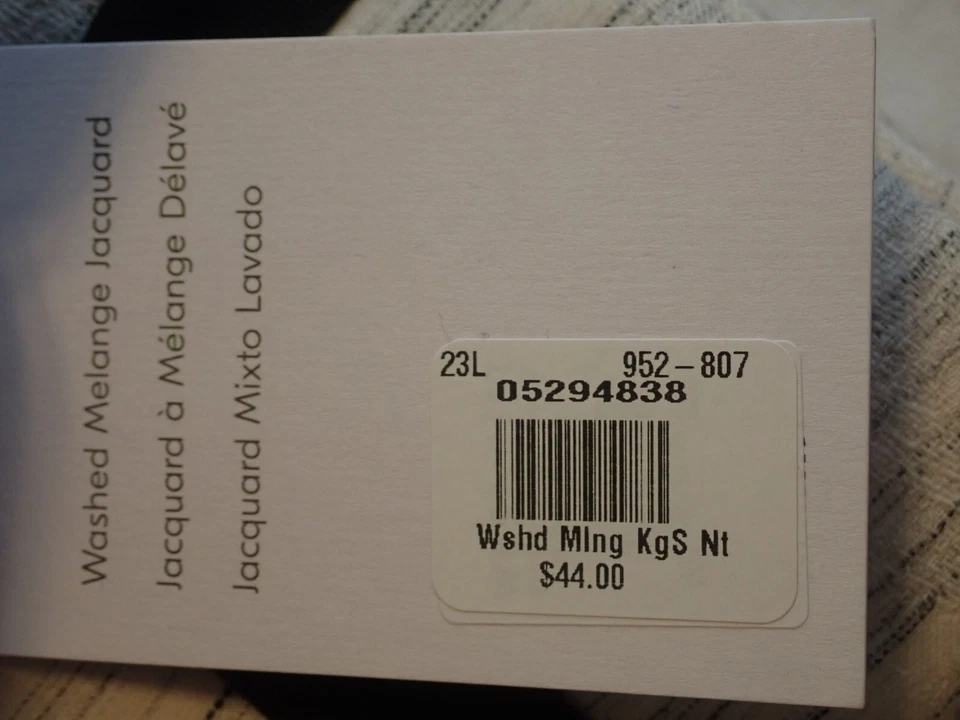 Washed Melange Jacquard
Jacquard à Mélange Délavé
Jacquard Mixto Lavado
23L 952-807
05294838
Wshd Mlng KgS Nt
$44.00